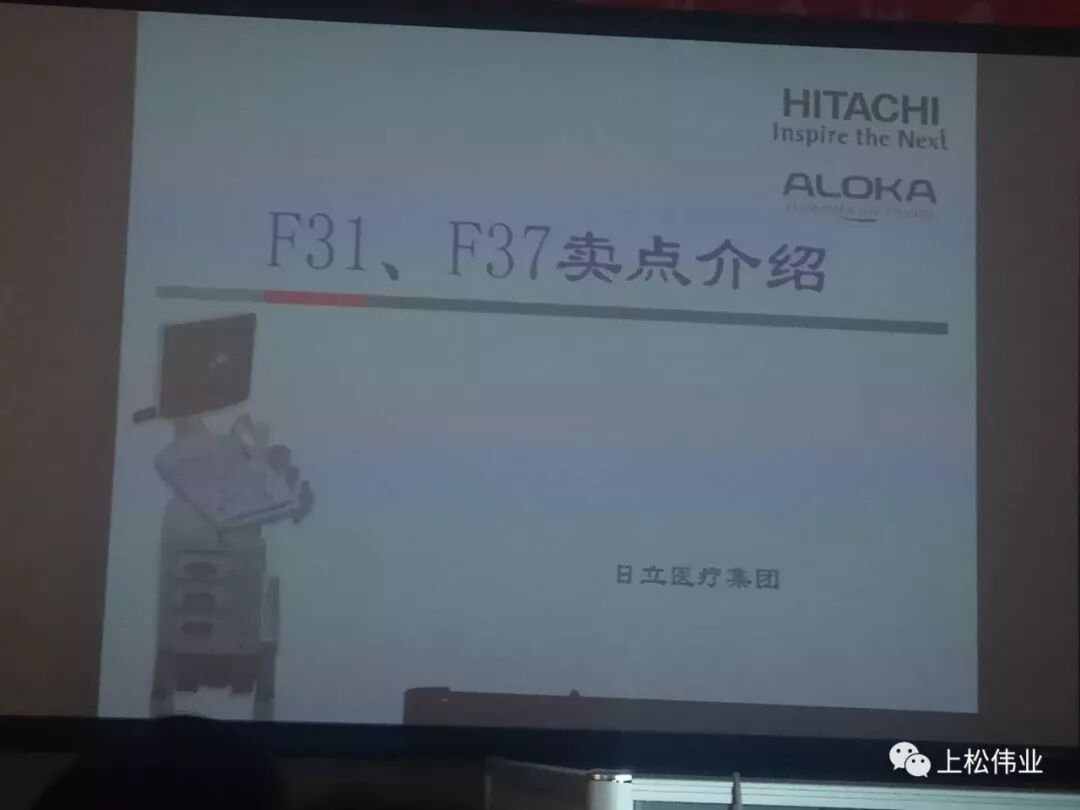 HITACHI
Inspire the Next
ALOKA
F31、F37卖点介绍
日立医疗集团
上松伟业